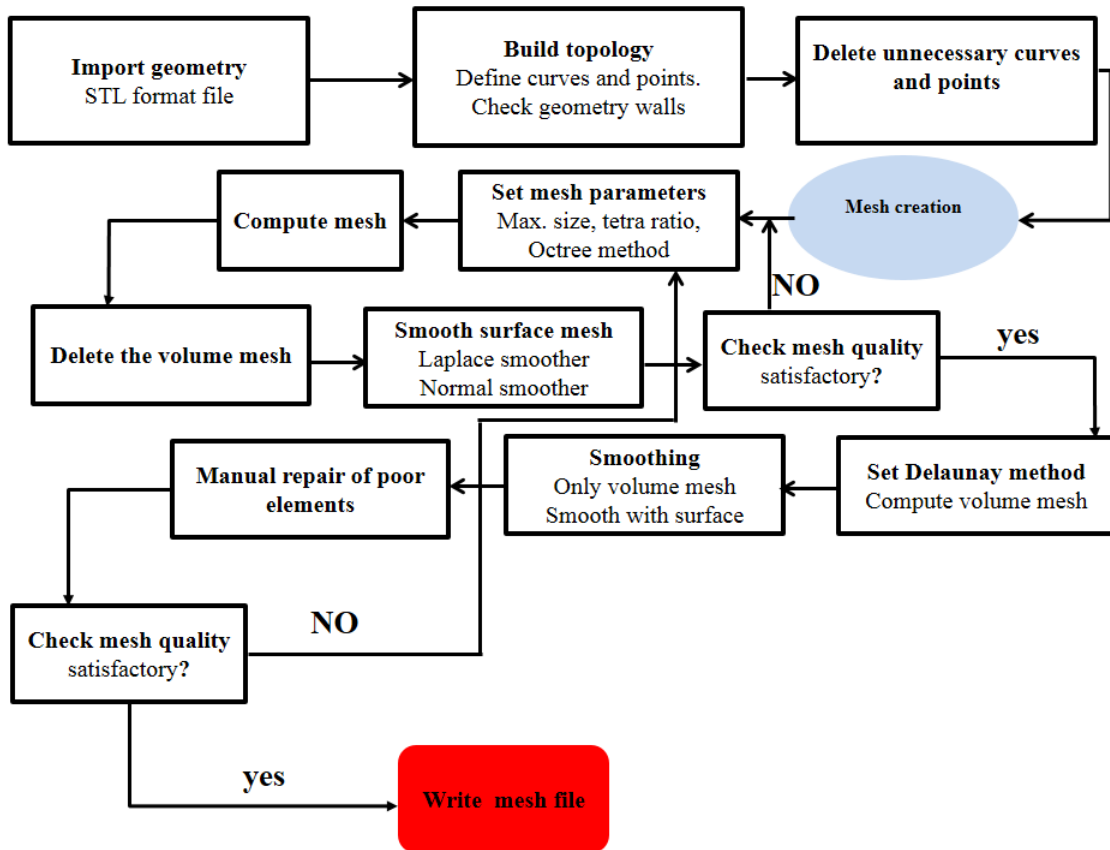 Import geometry
STL format file
Build topology
Define curves and points.
Check geometry walls
Delete unnecessary curves
and points
Mesh creation
Set mesh parameters
Max. size, tetra ratio,
Octree method
Compute mesh
NO
Delete the volume mesh
Smooth surface mesh
Laplace smoother
Normal smoother
Check mesh quality
satisfactory?
yes
Set Delaunay method
Compute volume mesh
Smoothing
Only volume mesh
Smooth with surface
Manual repair of poor
elements
Check mesh quality
satisfactory?
NO
yes
Write mesh file